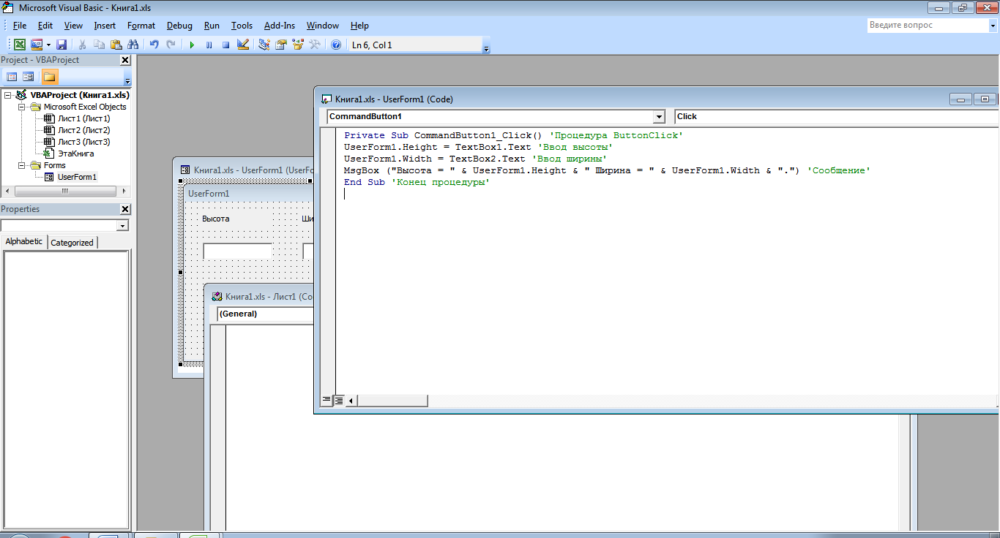 Microsoft Visual Basic - Книга1.xls
File Edit View Insert Format Debug Run Tools Add-Ins Window Help
Введите вопрос
Ln 6, Col 1
Project - VBAProject
VBAProject (Книга1.xls)
Microsoft Excel Objects
Лист1 (Лист1)
Лист2 (Лист2)
Лист3 (Лист3)
ЭтаКнига
Forms
UserForm1
Properties
Alphabetic Categorized
Книга1.xls - UserForm1 (UserFo
UserForm1
Высота Ши
Книга1.xls - Лист1 (Co
(General)
Книга1.xls - UserForm1 (Code)
CommandButton1 Click
Private Sub CommandButton1_Click() 'Процедура ButtonClick'
UserForm1.Height = TextBox1.Text 'Ввод высоты'
UserForm1.Width = TextBox2.Text 'Ввод ширины'
MsgBox ("Высота = " & UserForm1.Height & " Ширина = " & UserForm1.Width & ".") 'Сообщение'
End Sub 'Конец процедуры'